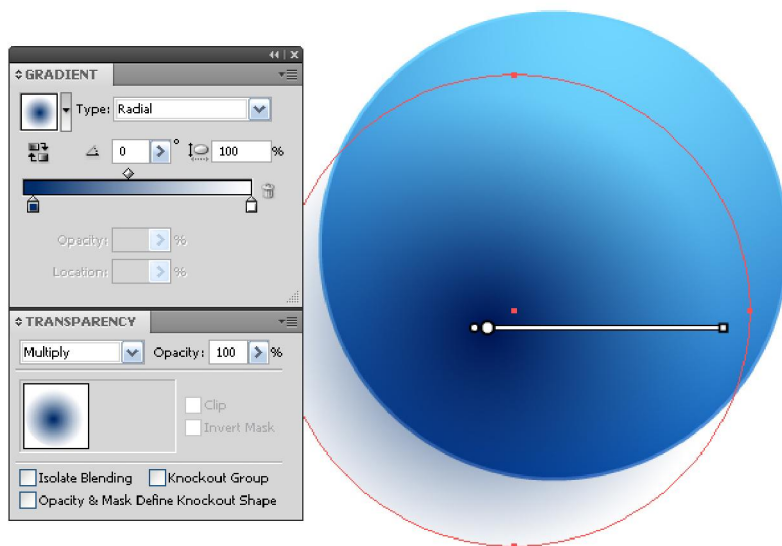 GRADIENT
Type: Radial
0 ° 100 %
Opacity: %
Location: %
TRANSPARENCY
Multiply Opacity: 100 %
Clip
Invert Mask
Isolate Blending Knockout Group
Opacity & Mask Define Knockout Shape